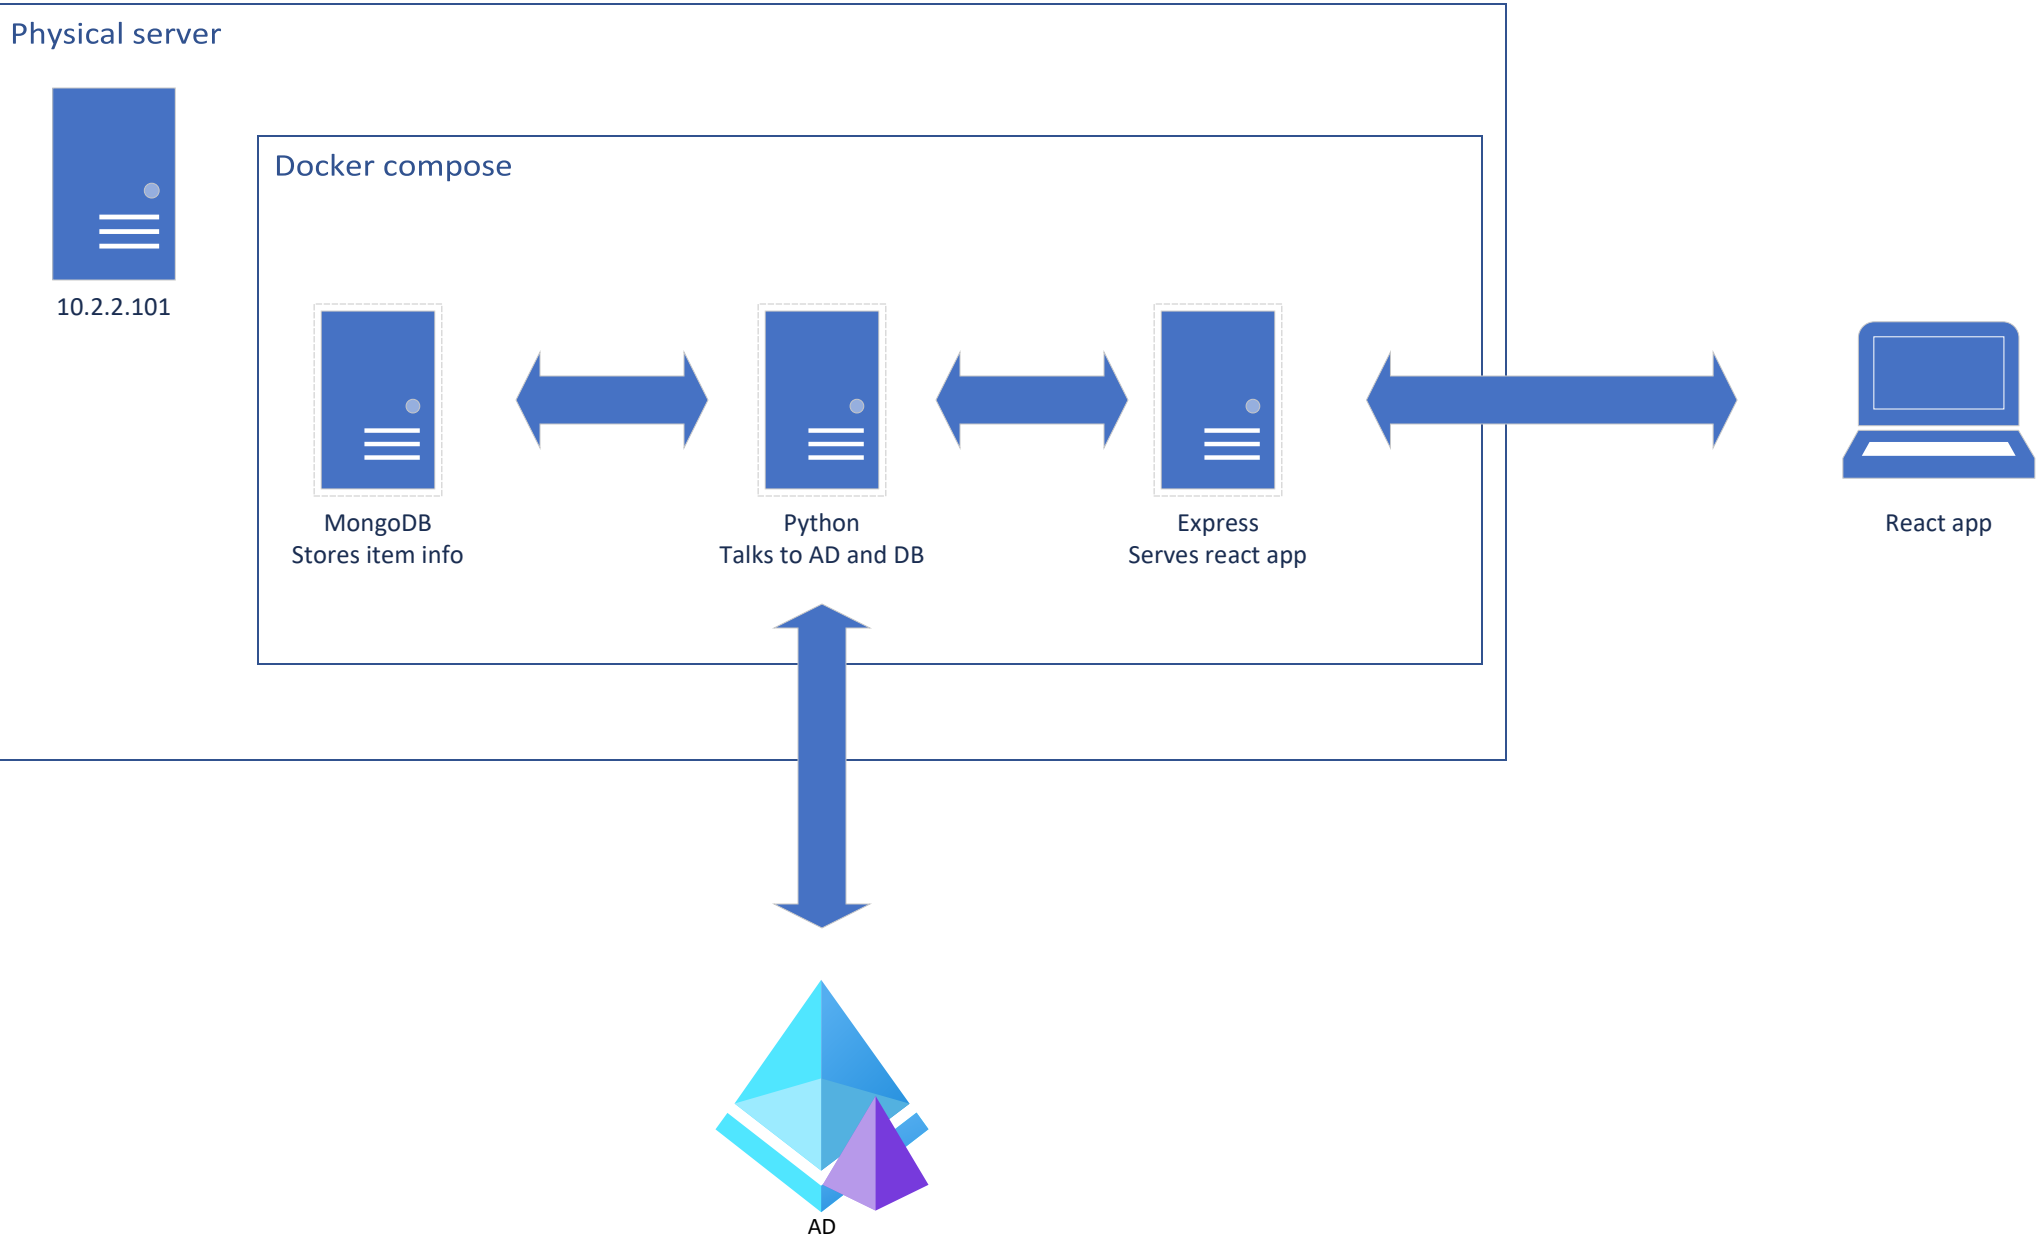 Physical server
10.2.2.101
Docker compose
MongoDB
Stores item info
Python
Talks to AD and DB
Express
Serves react app
React app
AD